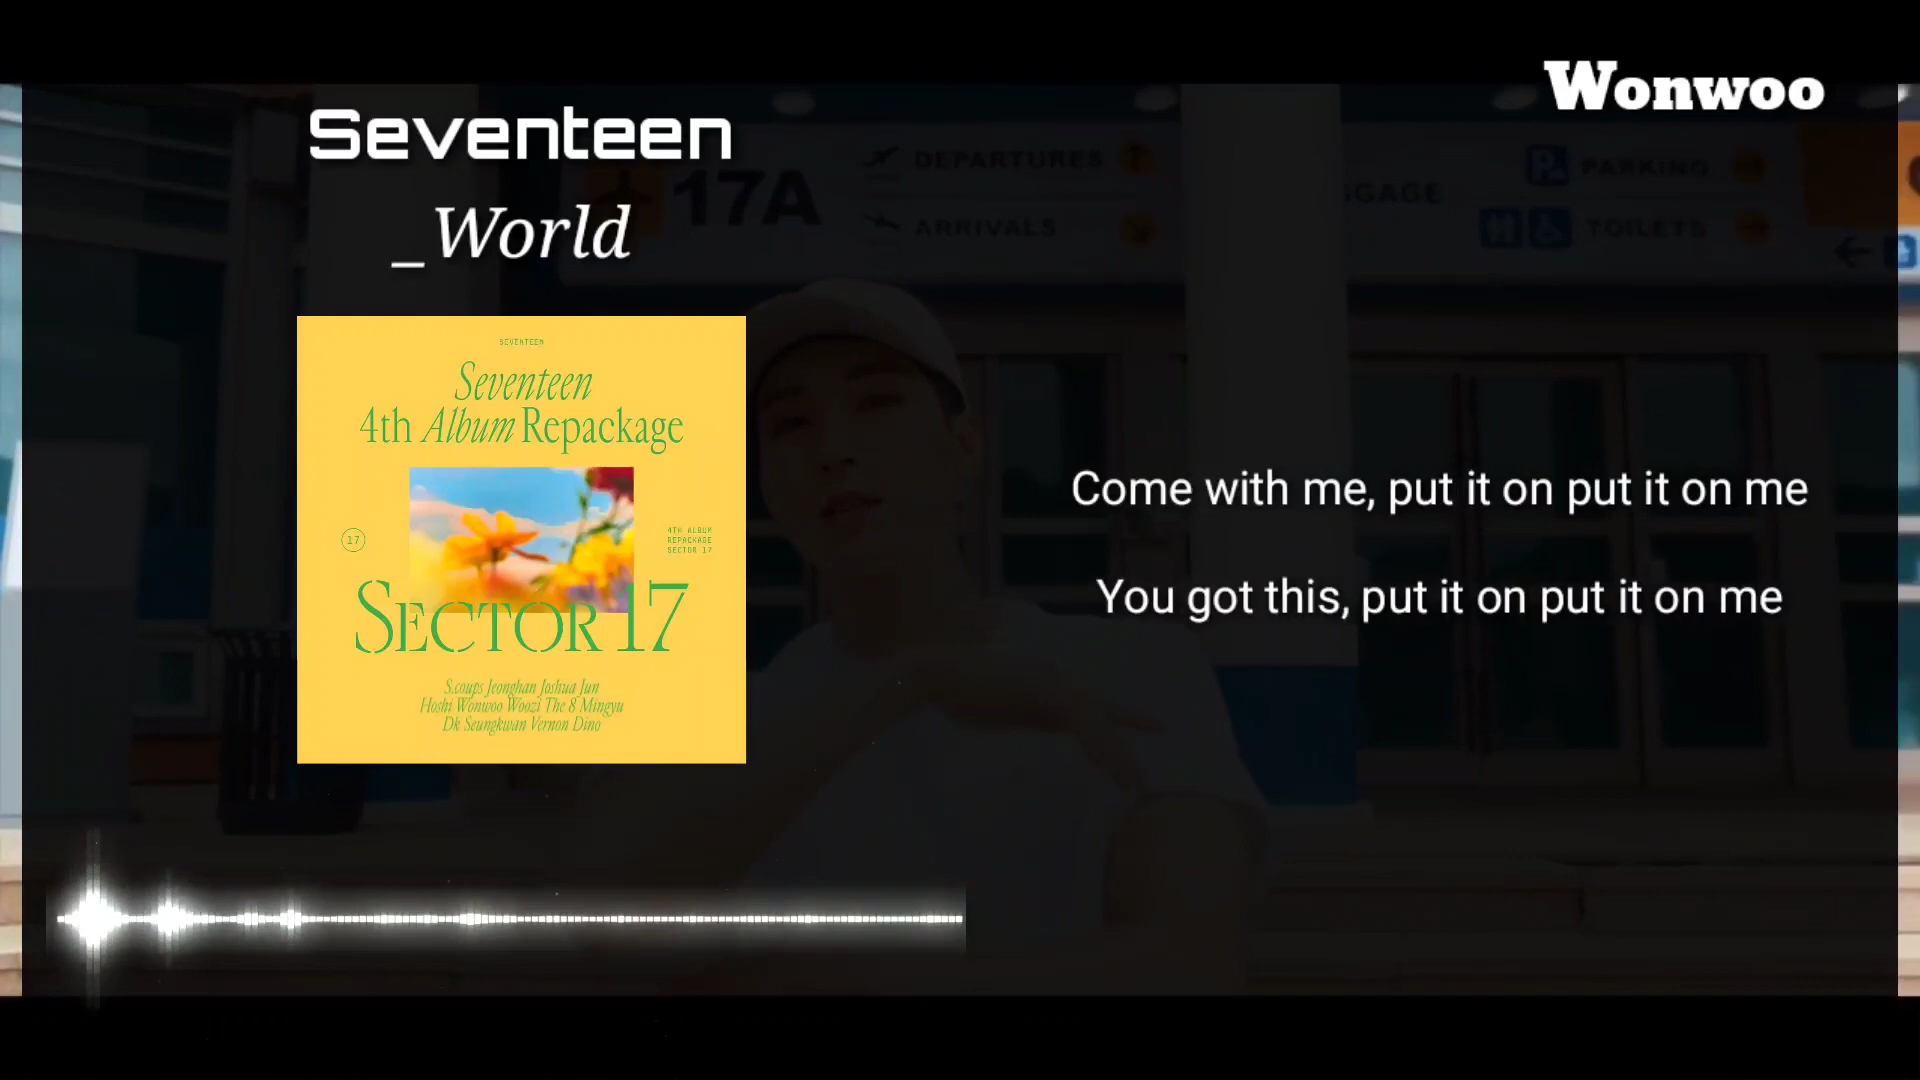 Wonwoo
Seventeen
_World
17A
DEPARTURES
ARRIVALS
PARKING
TOILETS
SEVENTEEN
Seventeen
4th Album Repackage
17
4TH ALBUM
REPACKAGE
SECTOR 17
SECTOR 17
S.coups Jeonghan Joshua Jun
Hoshi Wonwoo Woozi The 8 Mingyu
Dk Seungkwan Vernon Dino
Come with me, put it on put it on me
You got this, put it on put it on me